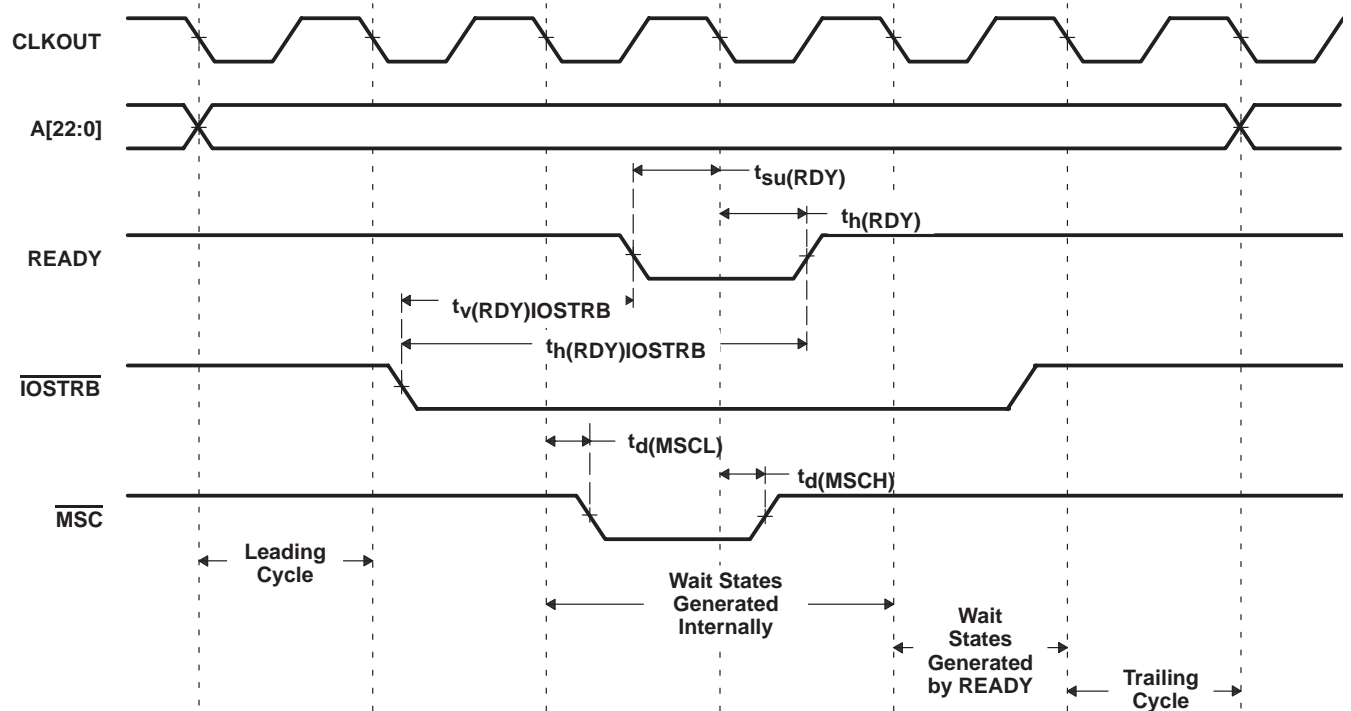 CLKOUT
A[22:0]
tsu(RDY)
th(RDY)
READY
tv(RDY)IOSTRB
th(RDY)IOSTRB
IOSTRB
td(MSCL)
td(MSCH)
MSC
Leading
Cycle
Wait States
Generated
Internally
Wait
States
Generated
by READY
Trailing
Cycle